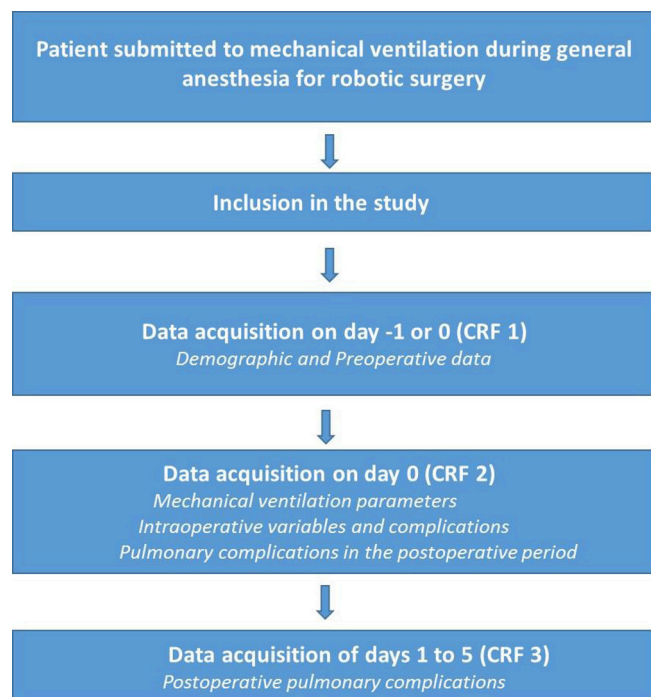 Patient submitted to mechanical ventilation during general
anesthesia for robotic surgery
Inclusion in the study
Data acquisition on day -1 or 0 (CRF 1)
Demographic and Preoperative data
Data acquisition on day 0 (CRF 2)
Mechanical ventilation parameters
Intraoperative variables and complications
Pulmonary complications in the postoperative period
Data acquisition of days 1 to 5 (CRF 3)
Postoperative pulmonary complications